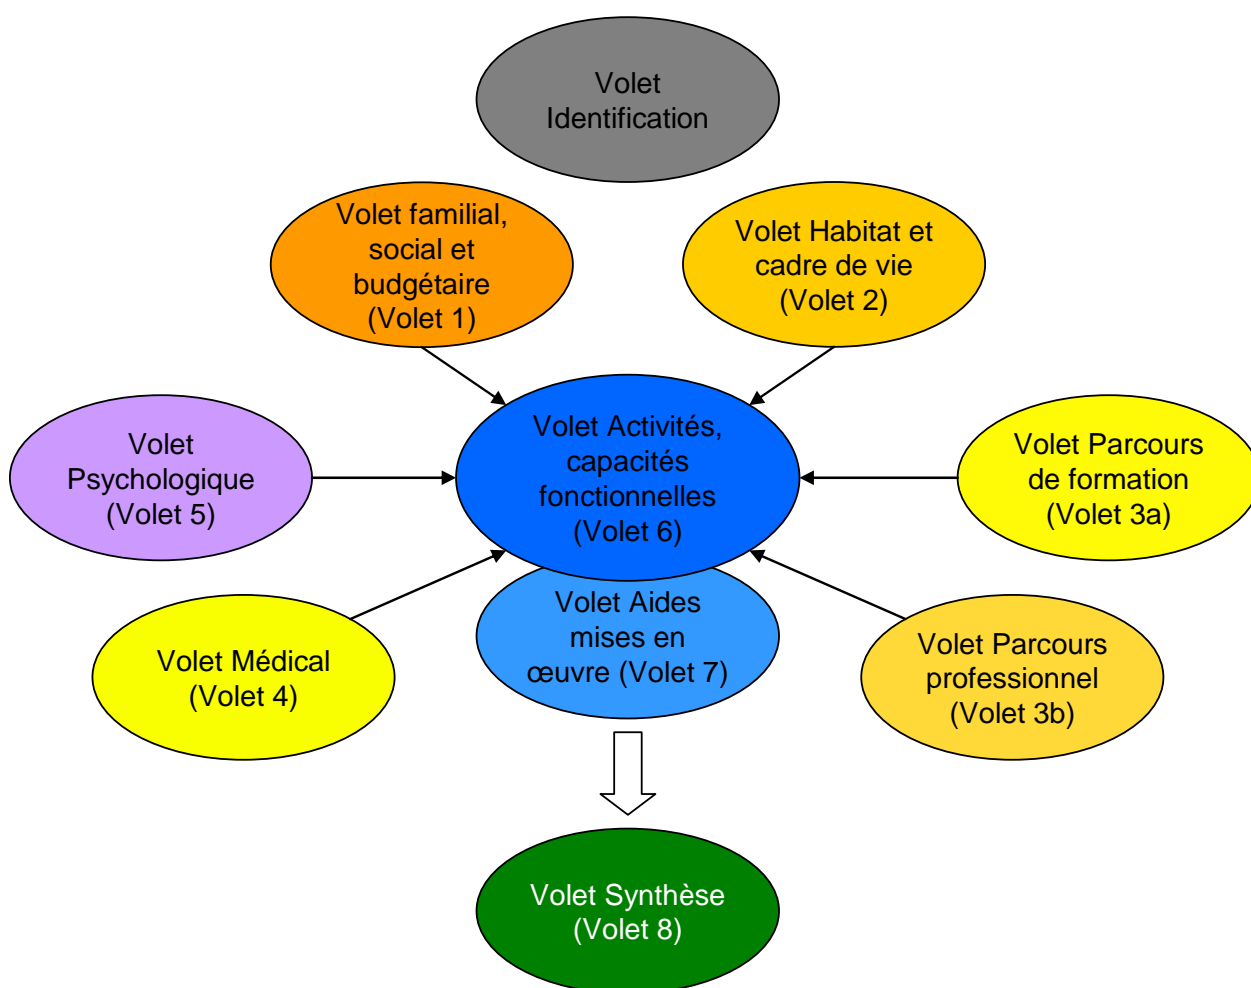 Volet
Identification
Volet familial,
social et
budgétaire
(Volet 1)
Volet Habitat et
cadre de vie
(Volet 2)
Volet
Psychologique
(Volet 5)
Volet Activités,
capacités
fonctionnelles
(Volet 6)
Volet Parcours
de formation
(Volet 3a)
Volet Médical
(Volet 4)
Volet Aides
mises en
œuvre (Volet 7)
Volet Parcours
professionnel
(Volet 3b)
Volet Synthèse
(Volet 8)